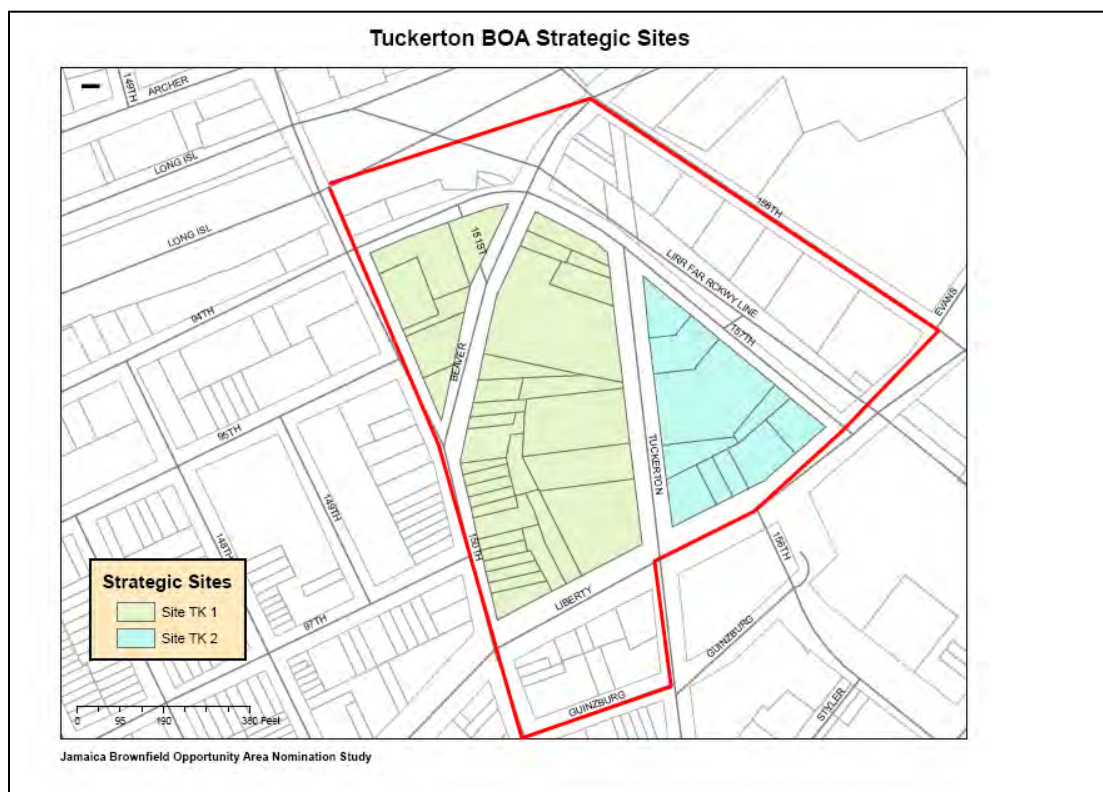 Tuckerton BOA Strategic Sites
149TH
ARCHER
LONG ISL
LONG ISL
94TH
151ST
BEAVER
158TH
LIRR FAR RCKWY LINE
EVANS
157TH
95TH
149TH
148TH
TUCKERTON
150TH
156TH
LIBERTY
97TH
GUINZBURG
GUINZBURG
STYLER
Strategic Sites
Site TK 1
Site TK 2
0 95 190 380 Feet
Jamaica Brownfield Opportunity Area Nomination Study